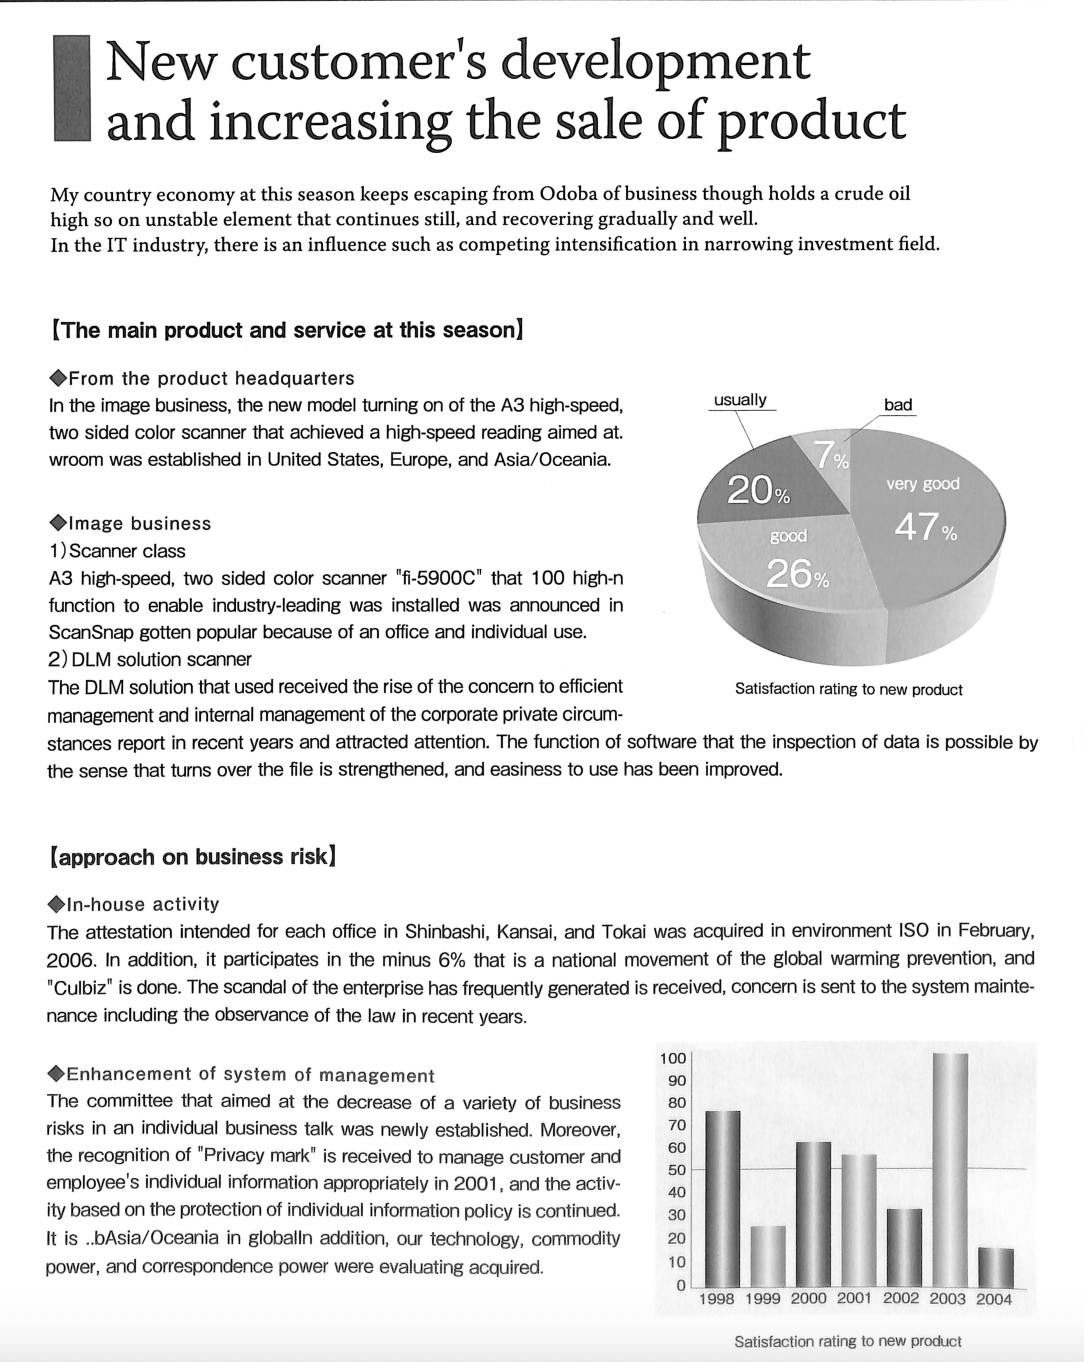 New customer's development
and increasing the sale of product
My country economy at this season keeps escaping from Odoba of business though holds a crude oil
high so on unstable element that continues still, and recovering gradually and well.
In the IT industry, there is an influence such as competing intensification in narrowing investment field.
【The main product and service at this season】
◆From the product headquarters
In the image business, the new model turning on of the A3 high-speed,
two sided color scanner that achieved a high-speed reading aimed at.
wroom was established in United States, Europe, and Asia/Oceania.
◆Image business
1)Scanner class
A3 high-speed, two sided color scanner "fi-5900C" that 100 high-n
function to enable industry-leading was installed was announced in
ScanSnap gotten popular because of an office and individual use.
2)DLM solution scanner
The DLM solution that used received the rise of the concern to efficient
management and internal management of the corporate private circum-
stances report in recent years and attracted attention. The function of software that the inspection of data is possible by
the sense that turns over the file is strengthened, and easiness to use has been improved.
usually
bad
7%
20%
very good
47%
good
26%
Satisfaction rating to new product
【approach on business risk】
◆In-house activity
The attestation intended for each office in Shinbashi, Kansai, and Tokai was acquired in environment ISO in February,
2006. In addition, it participates in the minus 6% that is a national movement of the global warming prevention, and
"Culbiz" is done. The scandal of the enterprise has frequently generated is received, concern is sent to the system mainte-
nance including the observance of the law in recent years.
◆Enhancement of system of management
The committee that aimed at the decrease of a variety of business
risks in an individual business talk was newly established. Moreover,
the recognition of "Privacy mark" is received to manage customer and
employee's individual information appropriately in 2001, and the activ-
ity based on the protection of individual information policy is continued.
It is ..bAsia/Oceania in globalIn addition, our technology, commodity
power, and correspondence power were evaluating acquired.
100
90
80
70
60
50
40
30
20
10
0
1998 1999 2000 2001 2002 2003 2004
Satisfaction rating to new product